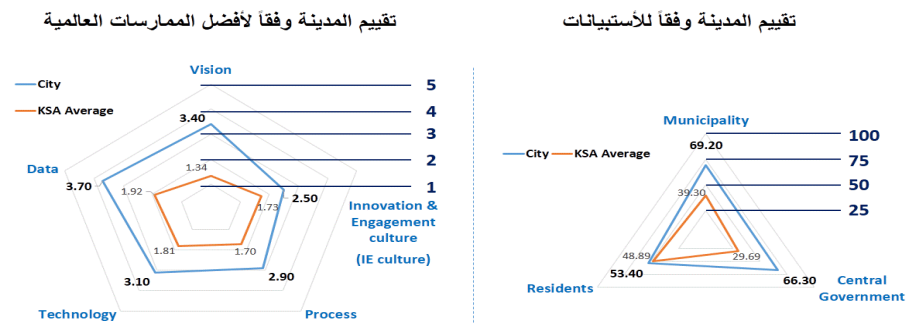 تقييم المدينة وفقاً لأفضل الممارسات العالمية
City
KSA Average
Vision
5
4
3
2
1
3.40
1.34
Data
3.70
1.92
2.50
1.73
Innovation &
Engagement
culture
(IE culture)
1.81
1.70
3.10
2.90
Technology
Process
تقييم المدينة وفقاً للأستبيانات
Municipality
City
KSA Average
69.20
100
75
50
25
39.30
48.89
29.69
53.40
66.30
Residents
Central
Government